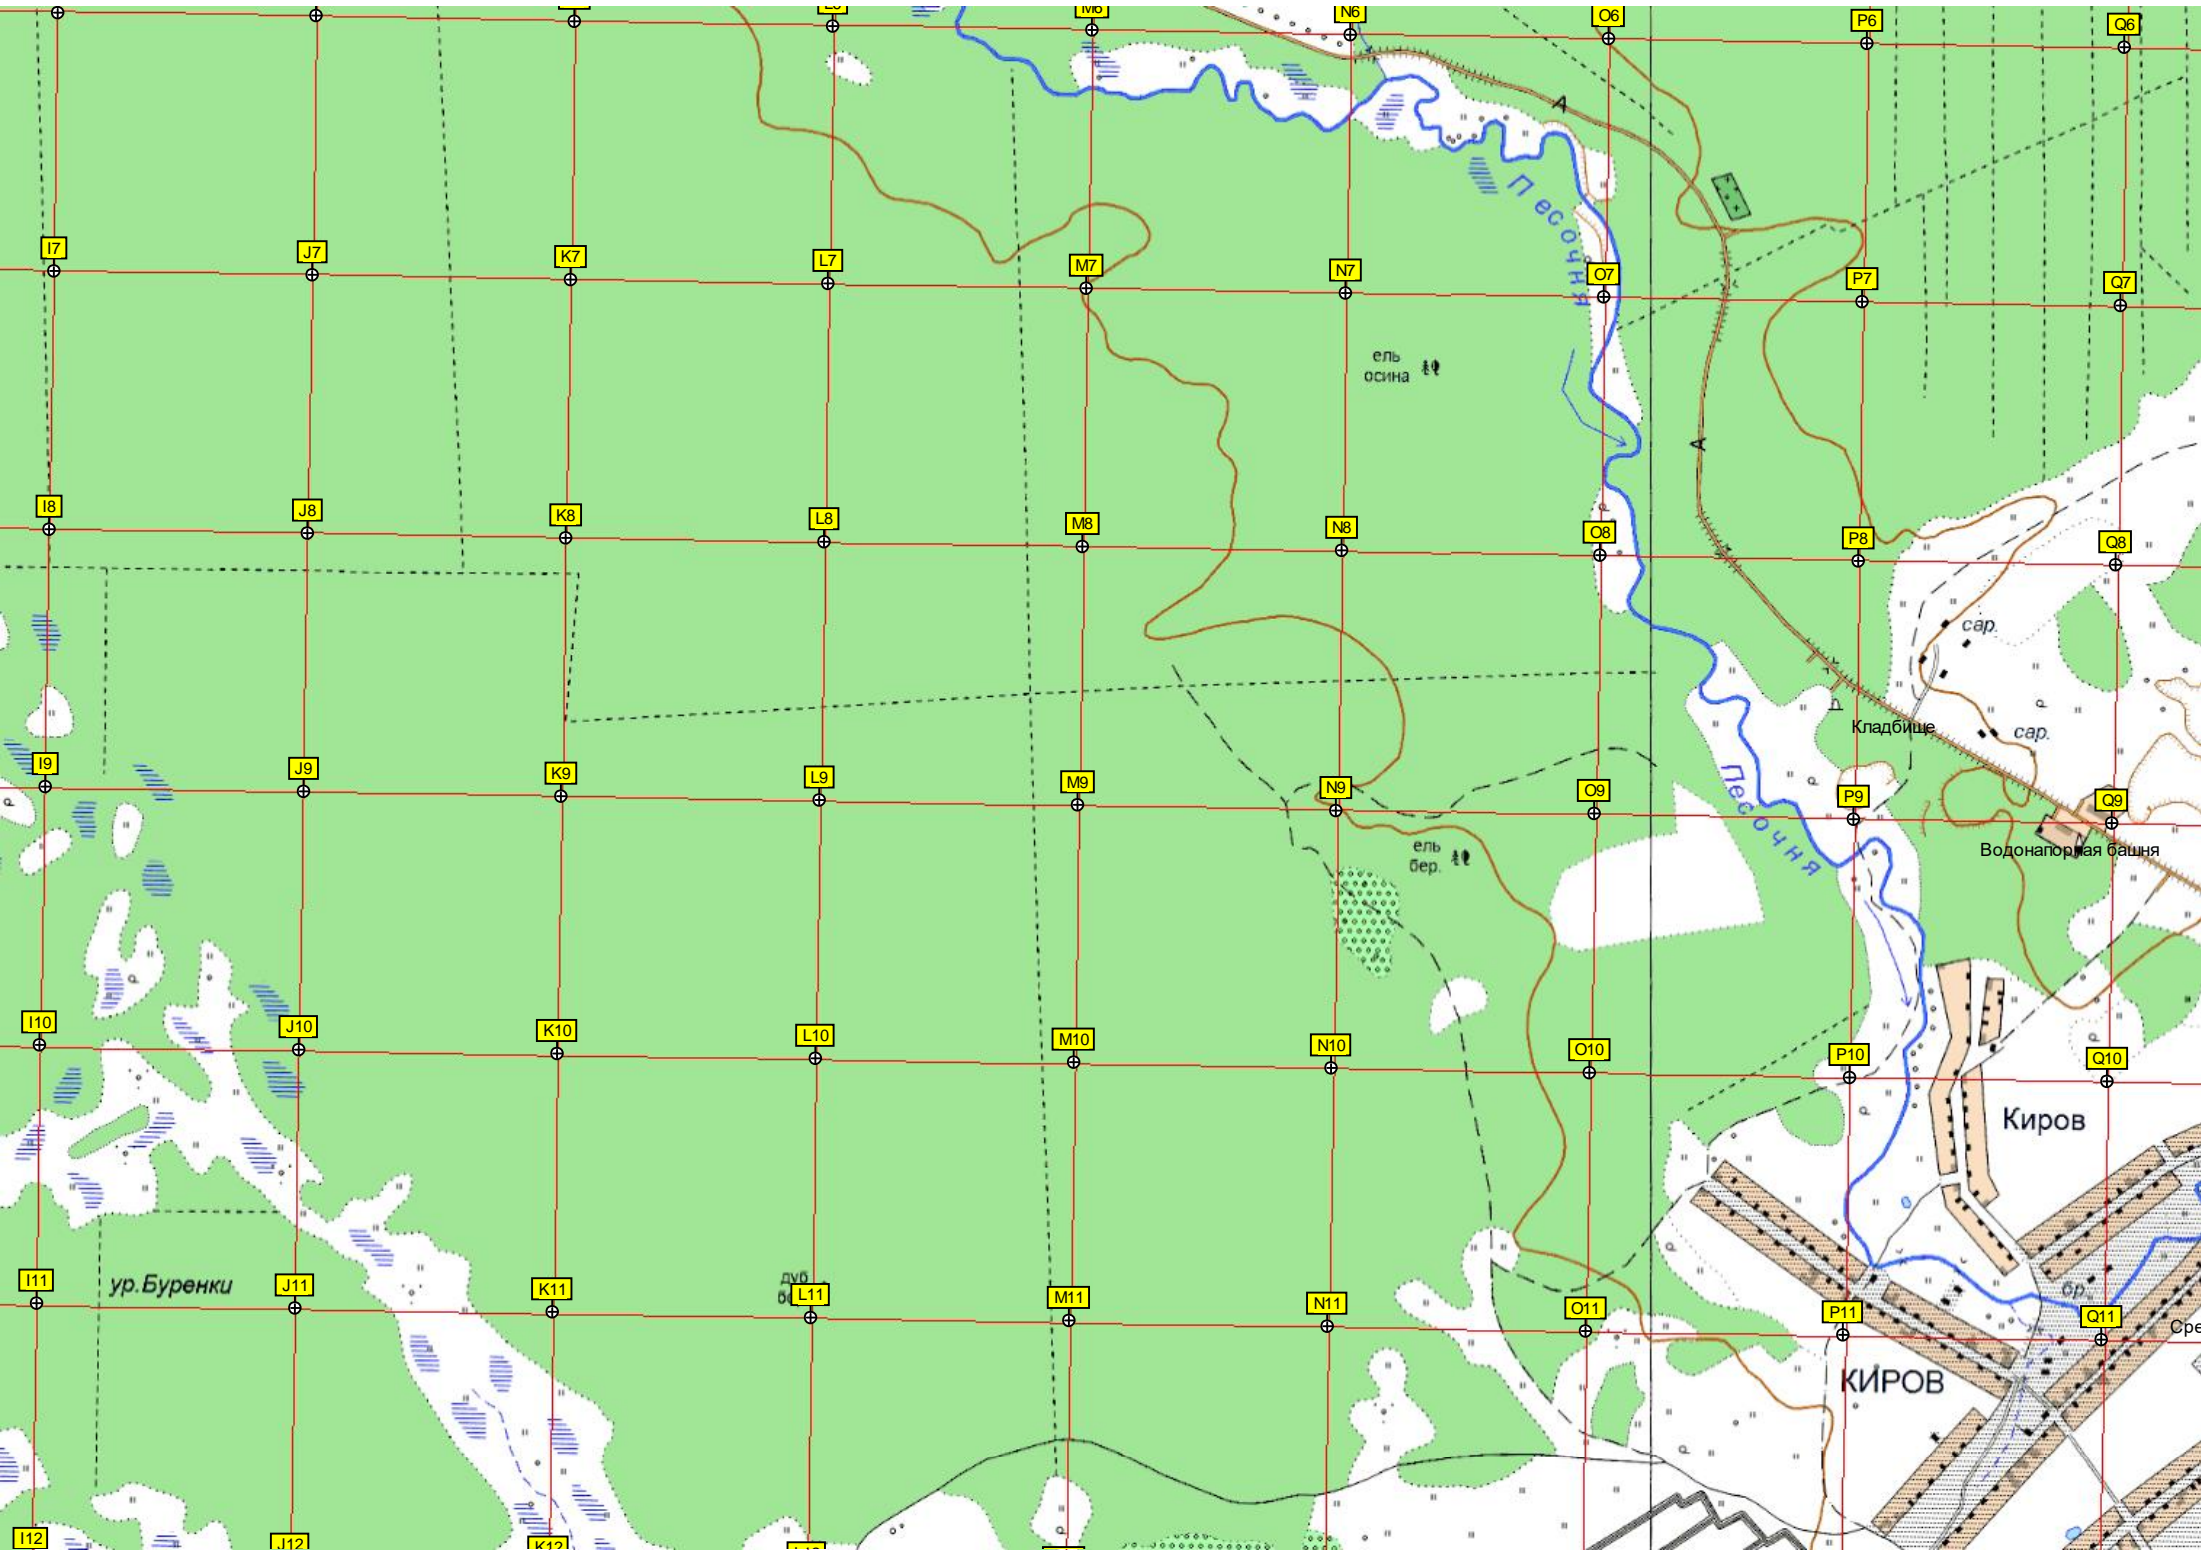 M6
N6
O6
P6
Q6
А
Песочня
I7
J7
K7
L7
M7
N7
O7
P7
Q7
ель
осина
А
I8
J8
K8
L8
M8
N8
O8
P8
Q8
сар.
Кладбище
сар.
I9
J9
K9
L9
M9
N9
O9
P9
Q9
Песочня
ель
бер.
Водонапорная башня
I10
J10
K10
L10
M10
N10
O10
P10
Q10
Киров
ур.Буренки
дуб
I11
J11
K11
L11
M11
N11
O11
P11
Q11
бр.
Сре
КИРОВ
I12
J12
K12